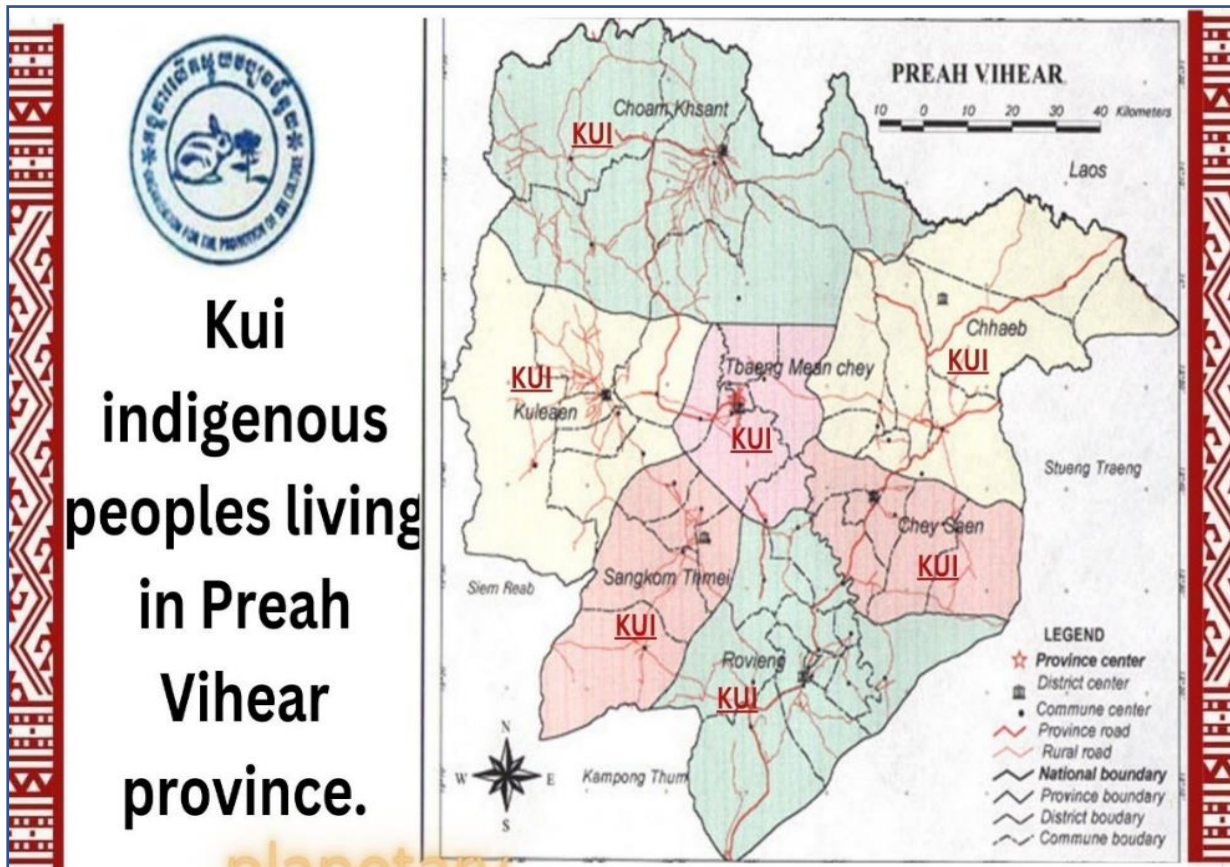 Kui
indigenous
peoples living
in Preah
Vihear
province.
PREAH VIHEAR
10 0 10 20 30 40 Kilometers
Laos
Choam Khsant
KUI
Chhaeb
KUI
Tbaeng Mean chey
KUI
KUI
Kuleaen
Stueng Traeng
Chey Saen
KUI
Siem Reab
Sangkom Thmei
KUI
Rovieng
KUI
Kampong Thum
N
W E
S
LEGEND
Province center
District center
Commune center
Province road
Rural road
National boundary
Province boundary
District boudary
Commune boudary
planetary